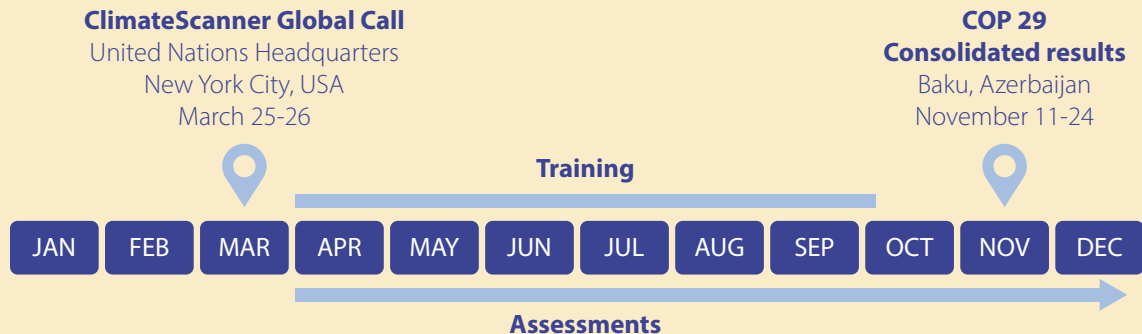 ClimateScanner Global Call
United Nations Headquarters
New York City, USA
March 25-26
COP 29
Consolidated results
Baku, Azerbaijan
November 11-24
Training
JAN FEB MAR APR MAY JUN JUL AUG SEP OCT NOV DEC
Assessments